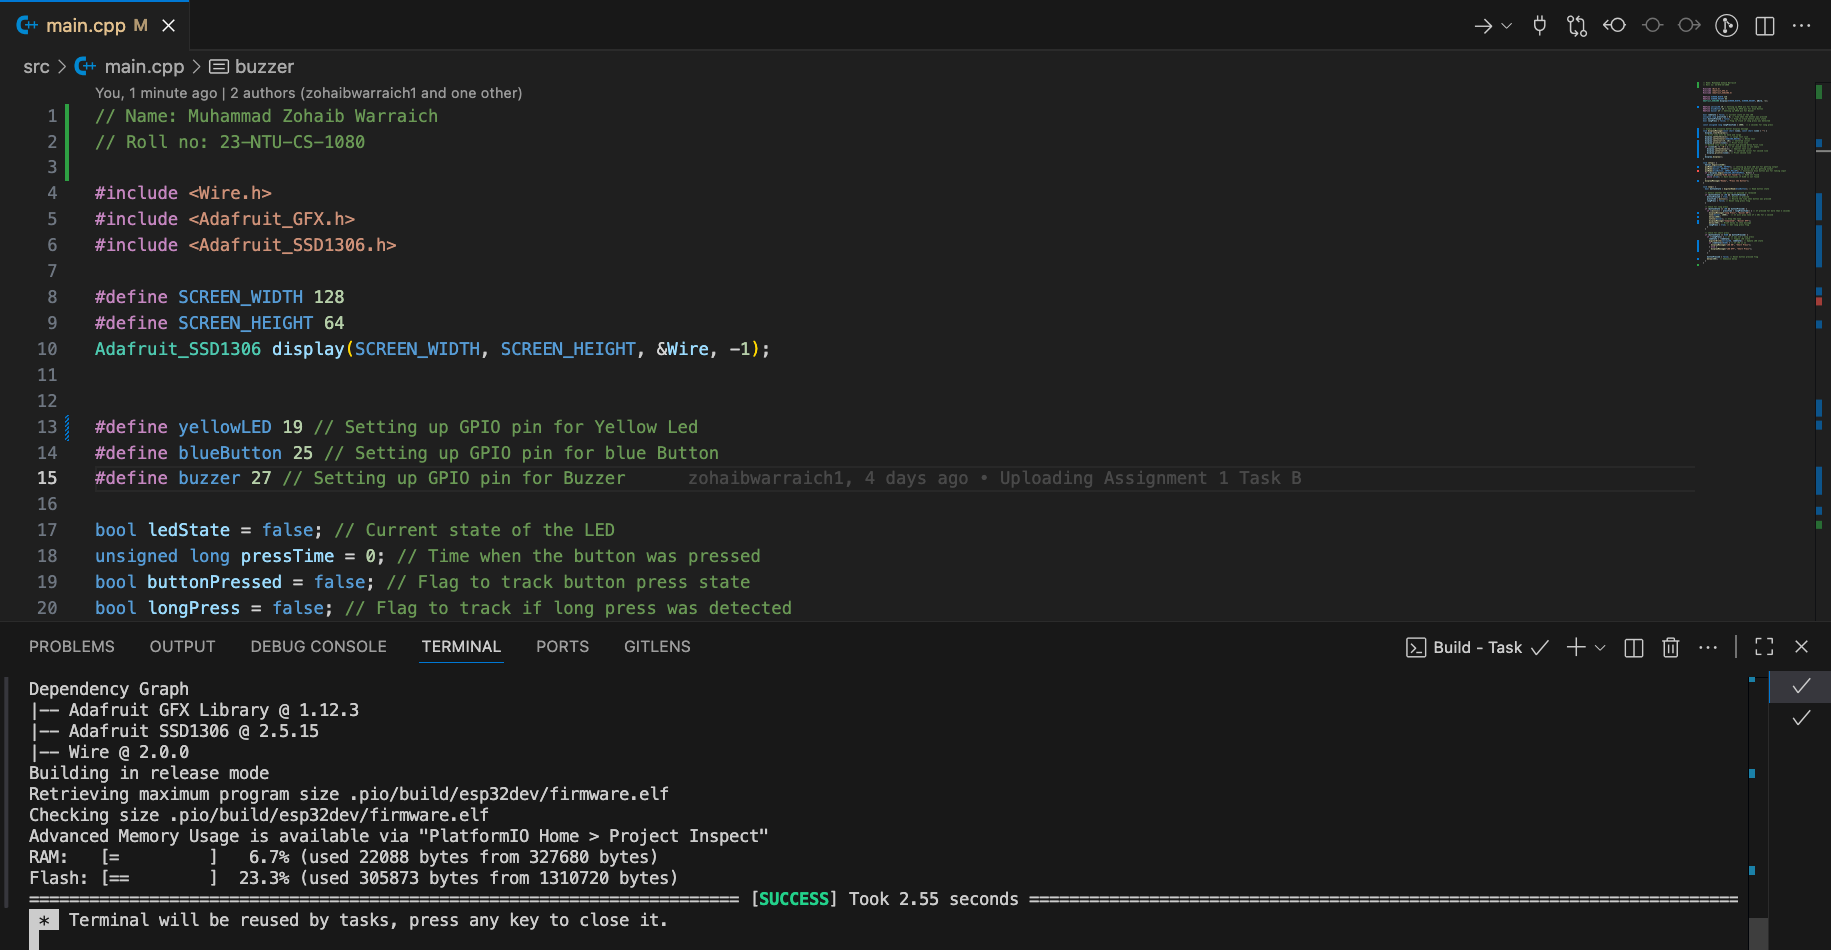 main.cpp M
src > main.cpp > buzzer
You, 1 minute ago | 2 authors (zohaibwarraich1 and one other)
1 // Name: Muhammad Zohaib Warraich
2 // Roll no: 23-NTU-CS-1080
3
4 #include <Wire.h>
5 #include <Adafruit_GFX.h>
6 #include <Adafruit_SSD1306.h>
7
8 #define SCREEN_WIDTH 128
9 #define SCREEN_HEIGHT 64
10 Adafruit_SSD1306 display(SCREEN_WIDTH, SCREEN_HEIGHT, &Wire, -1);
11
12
13 #define yellowLED 19 // Setting up GPIO pin for Yellow Led
14 #define blueButton 25 // Setting up GPIO pin for blue Button
15 #define buzzer 27 // Setting up GPIO pin for Buzzer zohaibwarraich1, 4 days ago • Uploading Assignment 1 Task B
16
17 bool ledState = false; // Current state of the LED
18 unsigned long pressTime = 0; // Time when the button was pressed
19 bool buttonPressed = false; // Flag to track button press state
20 bool longPress = false; // Flag to track if long press was detected
PROBLEMS OUTPUT DEBUG CONSOLE TERMINAL PORTS GITLENS Build - Task
Dependency Graph
|-- Adafruit GFX Library @ 1.12.3
|-- Adafruit SSD1306 @ 2.5.15
|-- Wire @ 2.0.0
Building in release mode
Retrieving maximum program size .pio/build/esp32dev/firmware.elf
Checking size .pio/build/esp32dev/firmware.elf
Advanced Memory Usage is available via "PlatformIO Home > Project Inspect"
RAM: [= ] 6.7% (used 22088 bytes from 327680 bytes)
Flash: [== ] 23.3% (used 305873 bytes from 1310720 bytes)
======================================================================= [SUCCESS] Took 2.55 seconds =======================================================================
* Terminal will be reused by tasks, press any key to close it.